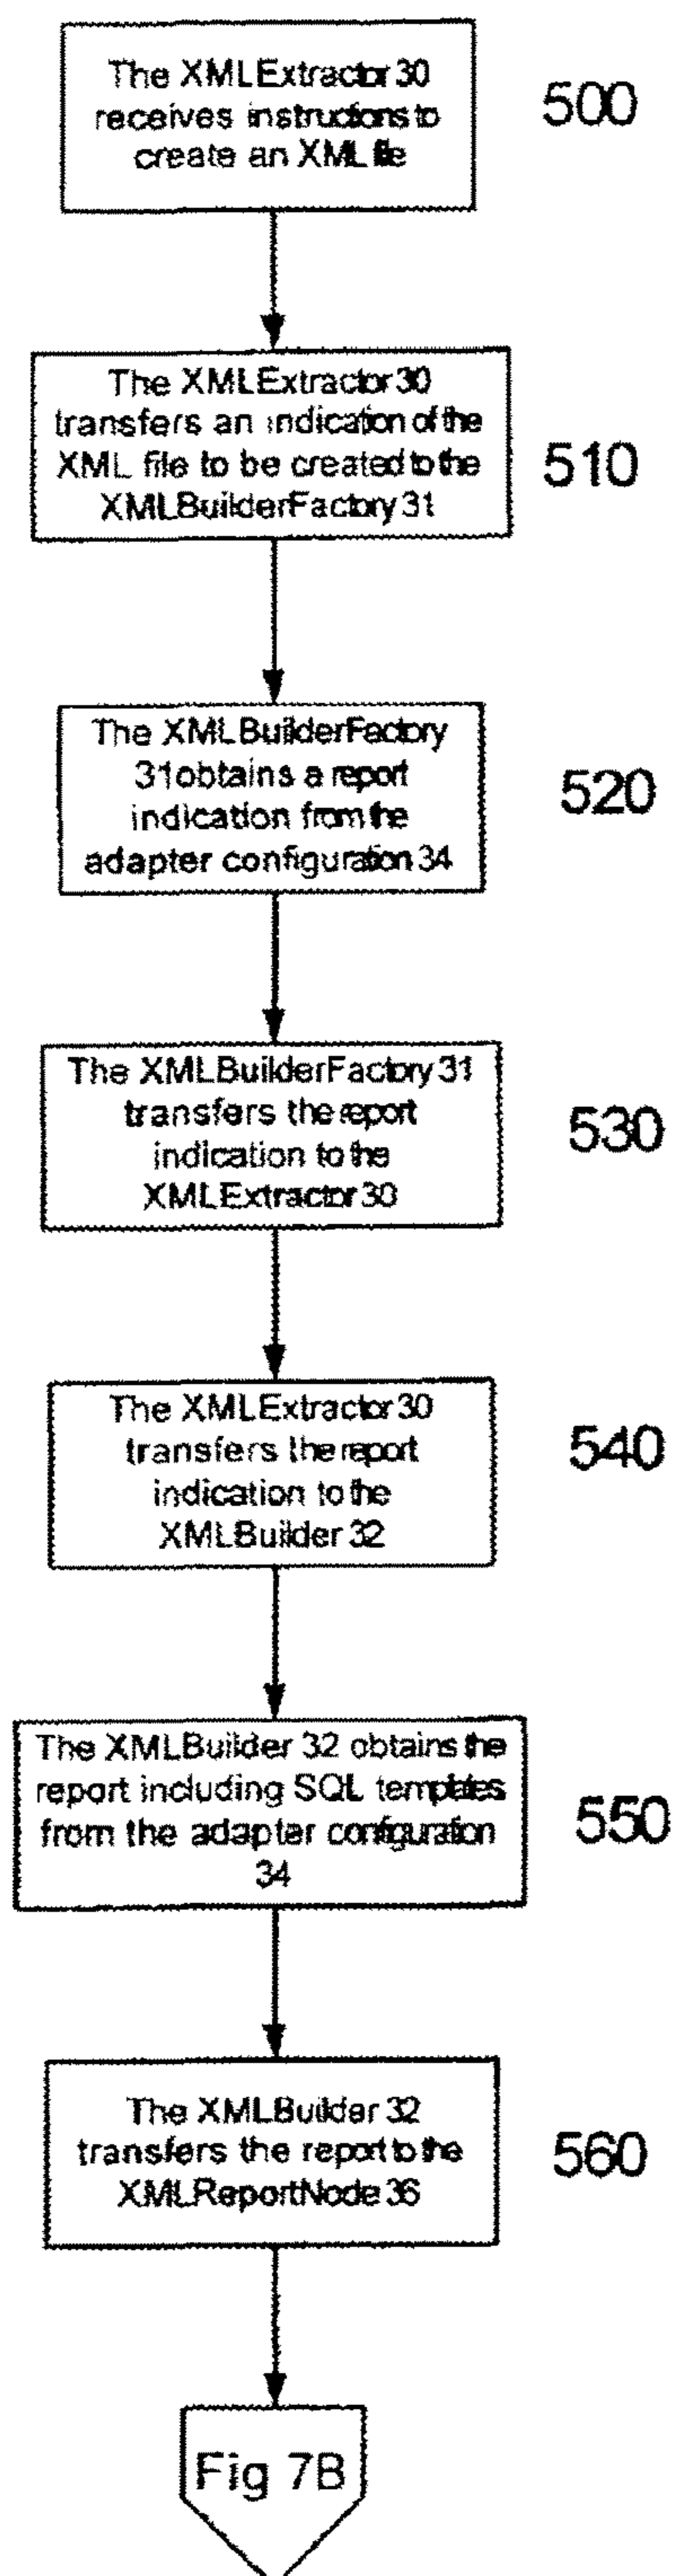 The XMLExtractor 30
receives instructions to
create an XML file
500
The XMLExtractor 30
transfers an indication of the
XML file to be created to the
XMLBuilderFactory 31
510
The XMLBuilderFactory
31 obtains a report
indication from the
adapter configuration 34
520
The XMLBuilderFactory 31
transfers the report
indication to the
XMLExtractor 30
530
The XMLExtractor 30
transfers the report
indication to the
XMLBuilder 32
540
The XMLBuilder 32 obtains the
report including SQL templates
from the adapter configuration
34
550
The XMLBuilder 32
transfers the report to the
XMLReportNode 36
560
Fig 7B